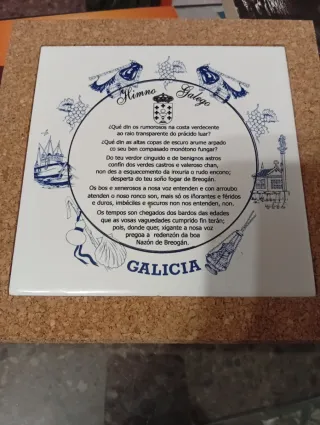 Himno Galego
¿Qué din os rumorosos na costa verdecente
ao raio transparente do prácido luar?
¿Qué din as altas copas de escuro arume arpado
co seu ben compasado monótono fungar?
Do teu verdor cinguido e de benignos astros
confin dos verdes castros e valeroso chan,
non des a esquecemento da inxuria o rudo encono;
desperta do teu soño fogar de Breogán.
Os bos e xenerosos a nosa voz entenden e con arroubo
atenden o noso ronco son, mais só os iñorantes e féridos
e duros, imbéciles e escuros non nos entenden, non.
Os tempos son chegados dos bardos das edades
que as vosas vaguedades cumprido fin terán;
pois, donde quer, xigante a nosa voz
pregoa a redenzón da boa
Nazón de Breogán.
GALICIA